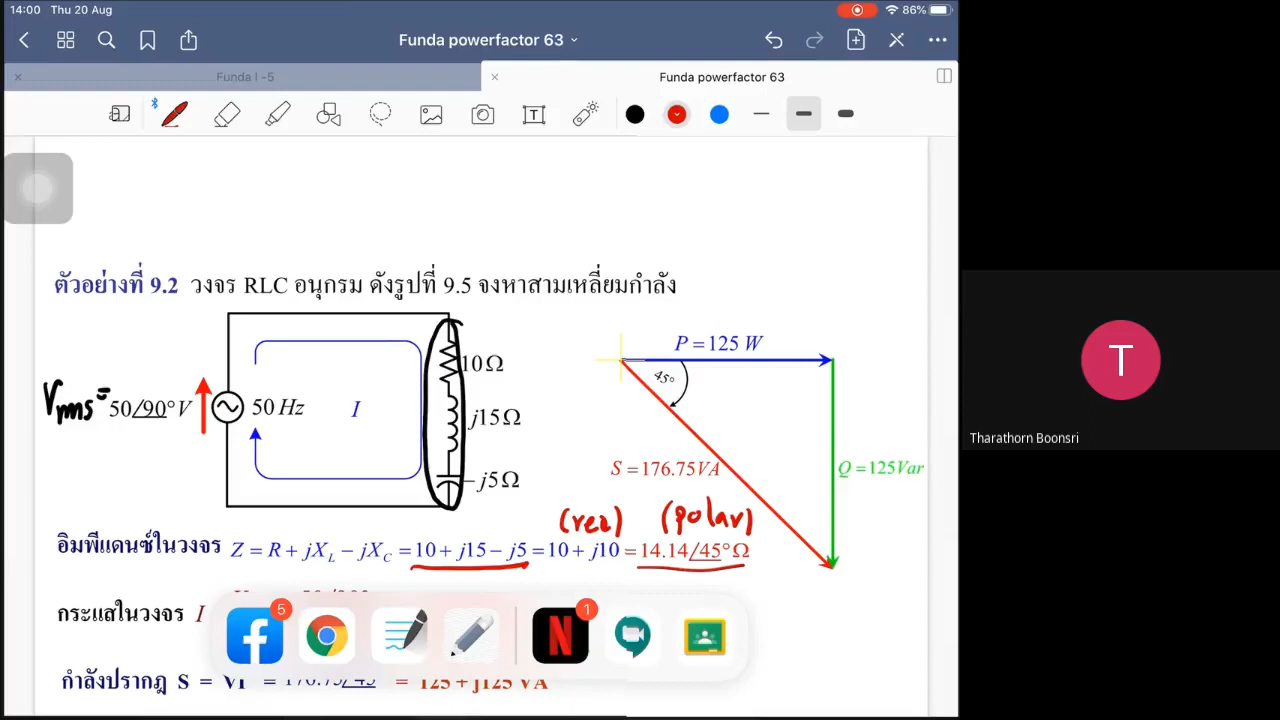 14:00 Thu 20 Aug
86%
Funda powerfactor 63
Funda I -5
Funda powerfactor 63
T
ตัวอย่างที่ 9.2 วงจร RLC อนุกรม ดังรูปที่ 9.5 จงหาสามเหลี่ยมกำลัง
P = 125 W
10Ω
45°
Vrms = 50/90° V
50 Hz
I
j15Ω
S = 176.75VA
Q = 125Var
-j5Ω
(rec) (polar)
อิมพีแดนซ์ในวงจร Z = R + jXL − jXC = 10 + j15 − j5 = 10 + j10 = 14.14/45° Ω
กระแสในวงจร I
5
1
N
กำลังปรากฏ S = VI = 176.75/45 = 125 + j125 VA
T
Tharathorn Boonsri